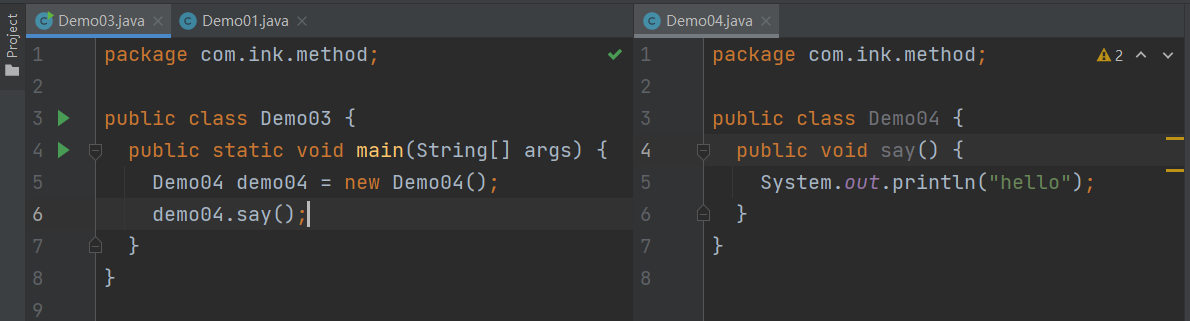 Project
Demo03.java
Demo01.java
1 package com.ink.method;
2
3 public class Demo03 {
4 public static void main(String[] args) {
5 Demo04 demo04 = new Demo04();
6 demo04.say();
7 }
8 }
9
Demo04.java
1 package com.ink.method;
2
2
3 public class Demo04 {
4 public void say() {
5 System.out.println("hello");
6 }
7 }
8